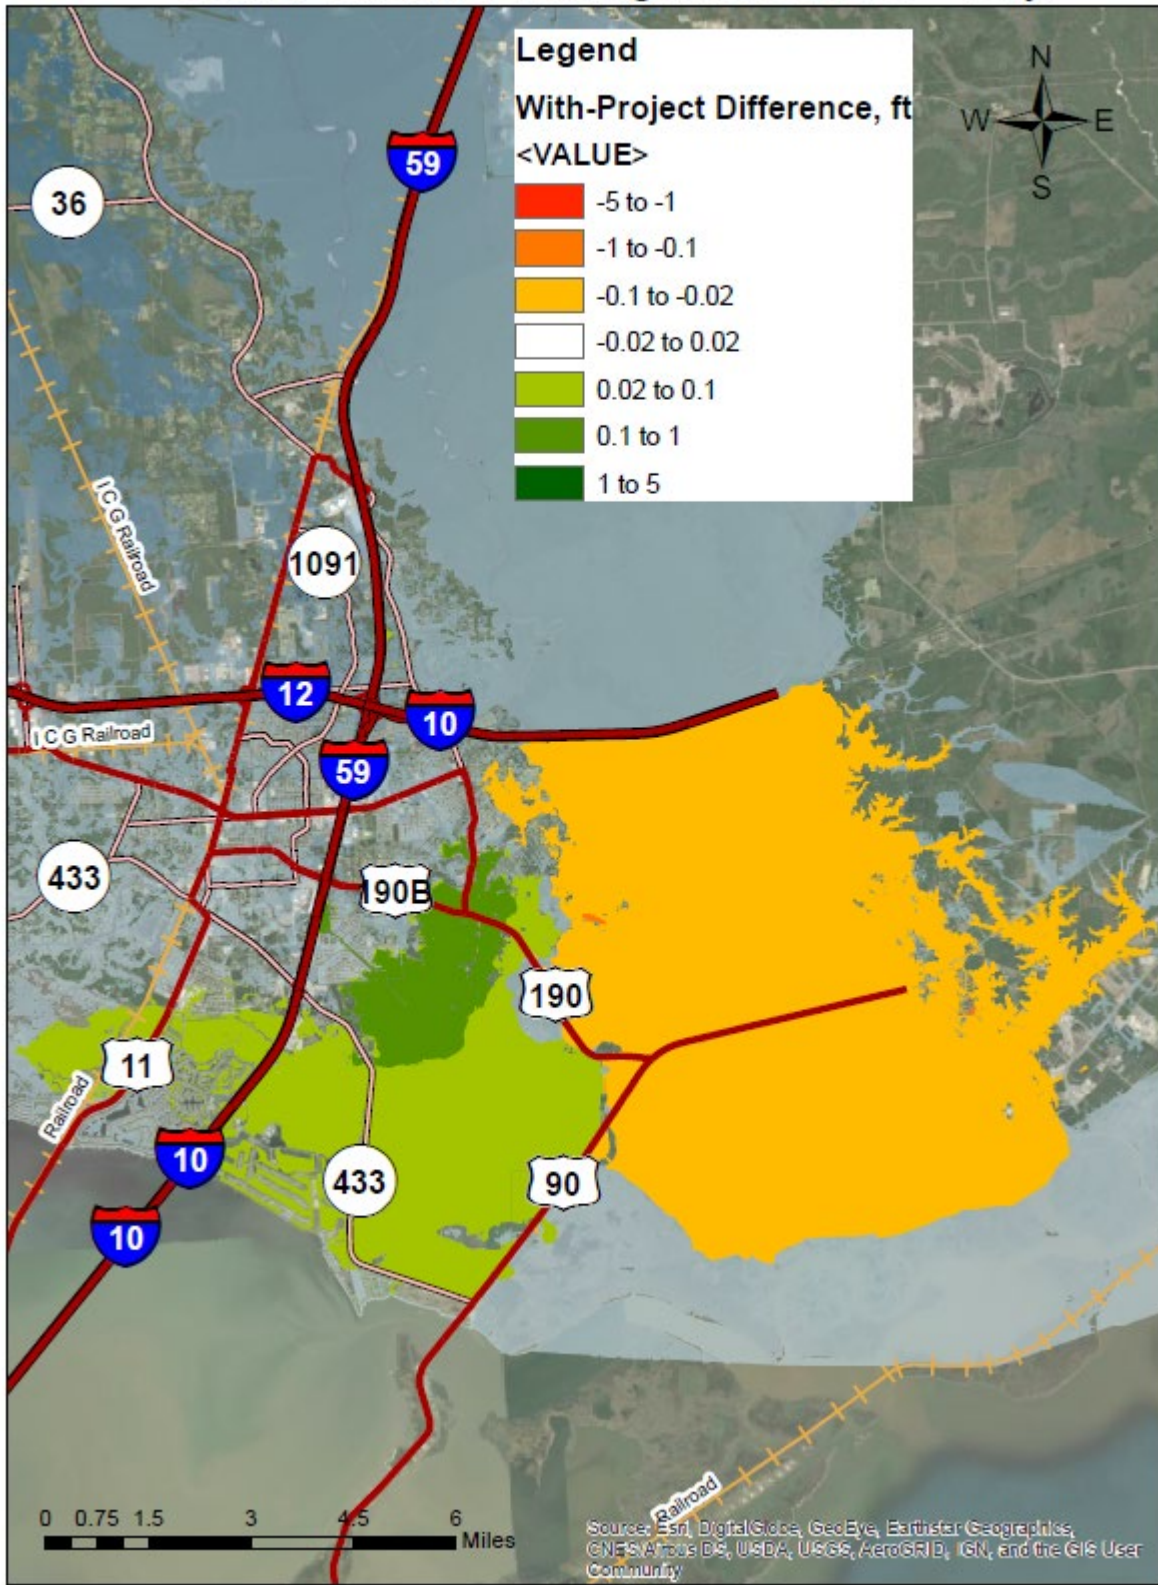 Legend
With-Project Difference, ft
<VALUE>
-5 to -1
-1 to -0.1
-0.1 to -0.02
-0.02 to 0.02
0.02 to 0.1
0.1 to 1
1 to 5
N
W
E
S
59
36
I C G Railroad
1091
12
10
I C G Railroad
59
433
190B
190
11
Railroad
10
433
90
10
Railroad
0 0.75 1.5 3 4.5 6
Miles
Source: Esri, DigitalGlobe, GeoEye, Earthstar Geographics,
CNES/Airbus DS, USDA, USGS, AeroGRID, IGN, and the GIS User
Community